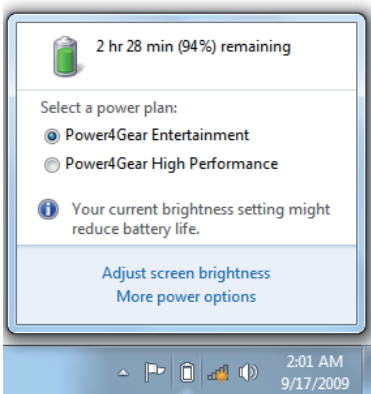 2 hr 28 min (94%) remaining
Select a power plan:
Power4Gear Entertainment
Power4Gear High Performance
Your current brightness setting might
reduce battery life.
Adjust screen brightness
More power options
2:01 AM
9/17/2009